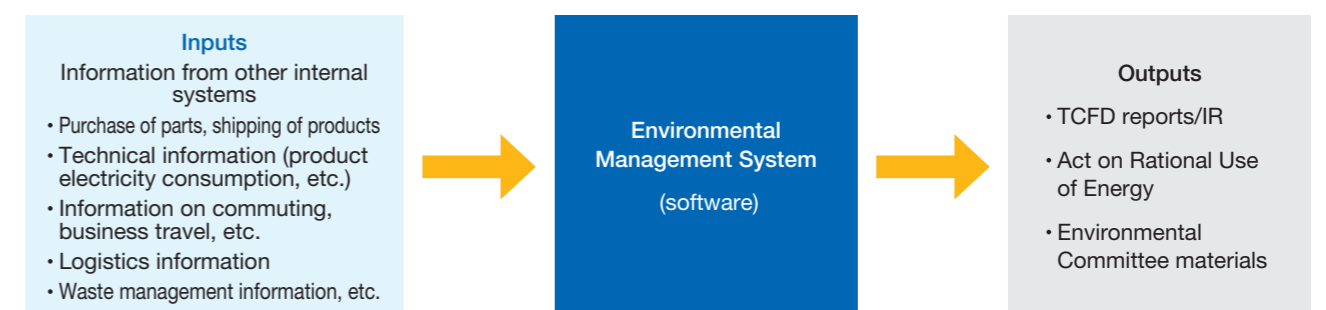 Inputs
Information from other internal
systems
・Purchase of parts, shipping of products
・Technical information (product
electricity consumption, etc.)
・Information on commuting,
business travel, etc.
・Logistics information
・Waste management information, etc.
Environmental
Management System
(software)
Outputs
・TCFD reports/IR
・Act on Rational Use
of Energy
・Environmental
Committee materials